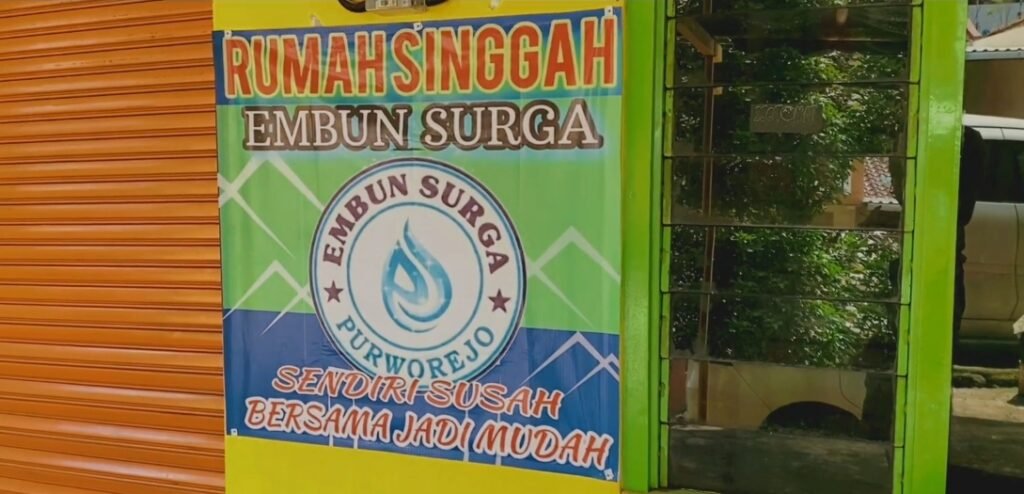 RUMAH SINGGAH
EMBUN SURGA
EMBUN SURGA
PURWOREJO
SENDIRI SUSAH
BERSAMA JADI MUDAH